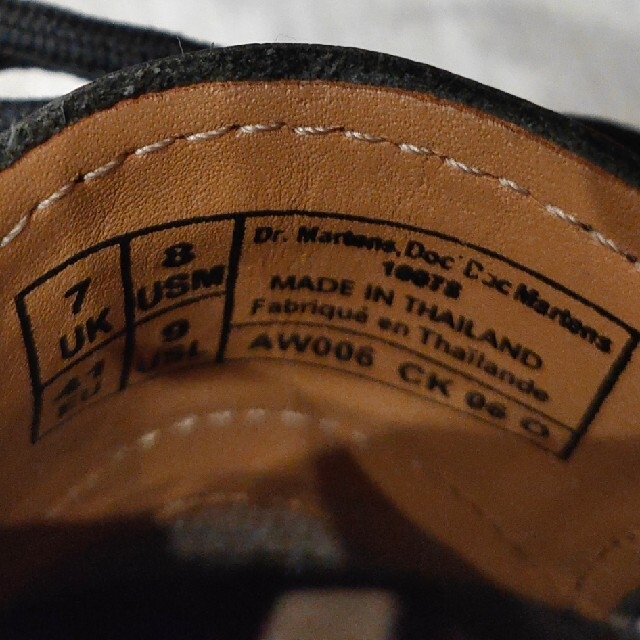 7
UK
41
EU
8
USM
9
USL
Dr. Martens, Doc' Doc Martens
MADE IN THAILAND
Fabriqué en Thaïlande
AW006 CK 06 O